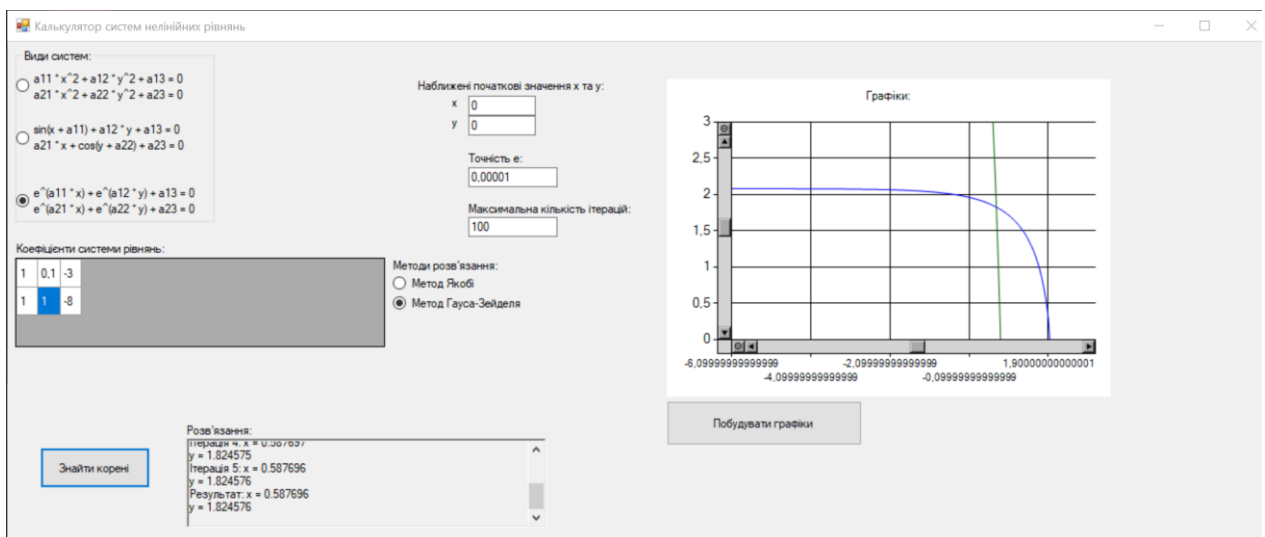 Калькулятор систем нелінійних рівнянь
Види систем:
a11 * x^2 + a12 * y^2 + a13 = 0
a21 * x^2 + a22 * y^2 + a23 = 0
sin(x + a11) + a12 * y + a13 = 0
a21 * x + cos(y + a22) + a23 = 0
e^(a11 * x) + e^(a12 * y) + a13 = 0
e^(a21 * x) + e^(a22 * y) + a23 = 0
Наближені початкові значення x та y:
x 0
y 0
Точність e:
0,00001
Максимальна кількість ітерацій:
100
Коефіцієнти системи рівнянь:
1 0,1 -3
1 1 -8
Методи розв'язання:
Метод Якобі
Метод Гауса-Зейделя
Графіки:
3
2,5
2
1,5
1
0,5
0
-6,09999999999999 -2,09999999999999 1,90000000000001
-4,09999999999999 -0,09999999999999
Побудувати графіки
Знайти корені
Розв'язання:
Ітерація 4: x = 0.587697
y = 1.824575
Ітерація 5: x = 0.587696
y = 1.824576
Результат: x = 0.587696
y = 1.824576